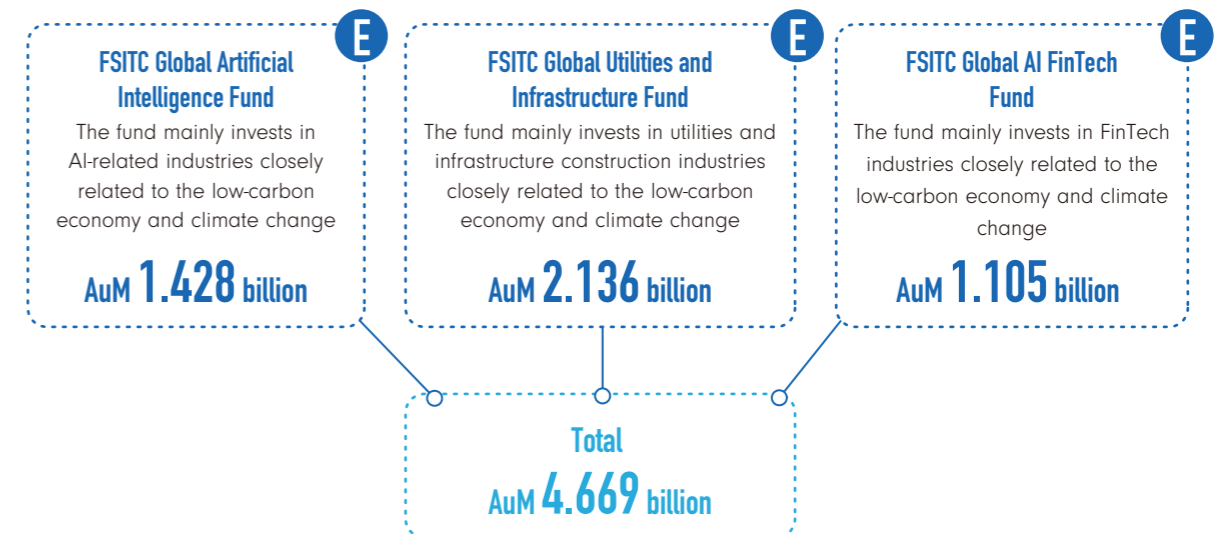 E
FSITC Global Artificial
Intelligence Fund
The fund mainly invests in
AI-related industries closely
related to the low-carbon
economy and climate change
AuM 1.428 billion
E
FSITC Global Utilities and
Infrastructure Fund
The fund mainly invests in utilities and
infrastructure construction industries
closely related to the low-carbon
economy and climate change
AuM 2.136 billion
E
FSITC Global AI FinTech
Fund
The fund mainly invests in FinTech
industries closely related to the
low-carbon economy and climate
change
AuM 1.105 billion
Total
AuM 4.669 billion